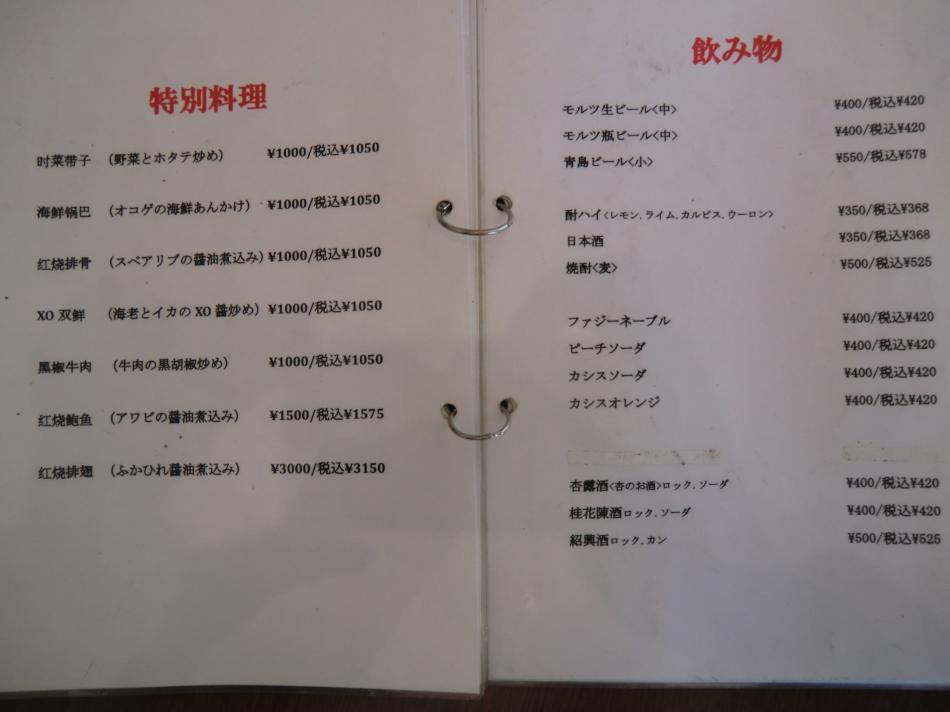 特別料理
时菜带子 （野菜とホタテ炒め） ¥1000/税込¥1050
海鲜锅巴 （オコゲの海鮮あんかけ） ¥1000/税込¥1050
红烧排骨 （スペアリブの醤油煮込み） ¥1000/税込¥1050
XO 双鲜 （海老とイカの XO 醤炒め） ¥1000/税込¥1050
黒椒牛肉 （牛肉の黒胡椒炒め） ¥1000/税込¥1050
红烧鲍鱼 （アワビの醤油煮込み） ¥1500/税込¥1575
红烧排翅 （ふかひれ醤油煮込み） ¥3000/税込¥3150
飲み物
モルツ生ビール<中> ¥400/税込¥420
モルツ瓶ビール<中> ¥400/税込¥420
青島ビール<小> ¥550/税込¥578
酎ハイ<レモン．ライム．カルピス．ウーロン> ¥350/税込¥368
日本酒 ¥350/税込¥368
焼酎<麦> ¥500/税込¥525
ファジーネーブル ¥400/税込¥420
ピーチソーダ ¥400/税込¥420
カシスソーダ ¥400/税込¥420
カシスオレンジ ¥400/税込¥420
杏露酒<杏のお酒>ロック．ソーダ ¥400/税込¥420
桂花陳酒ロック．ソーダ ¥400/税込¥420
紹興酒ロック．カン ¥500/税込¥525